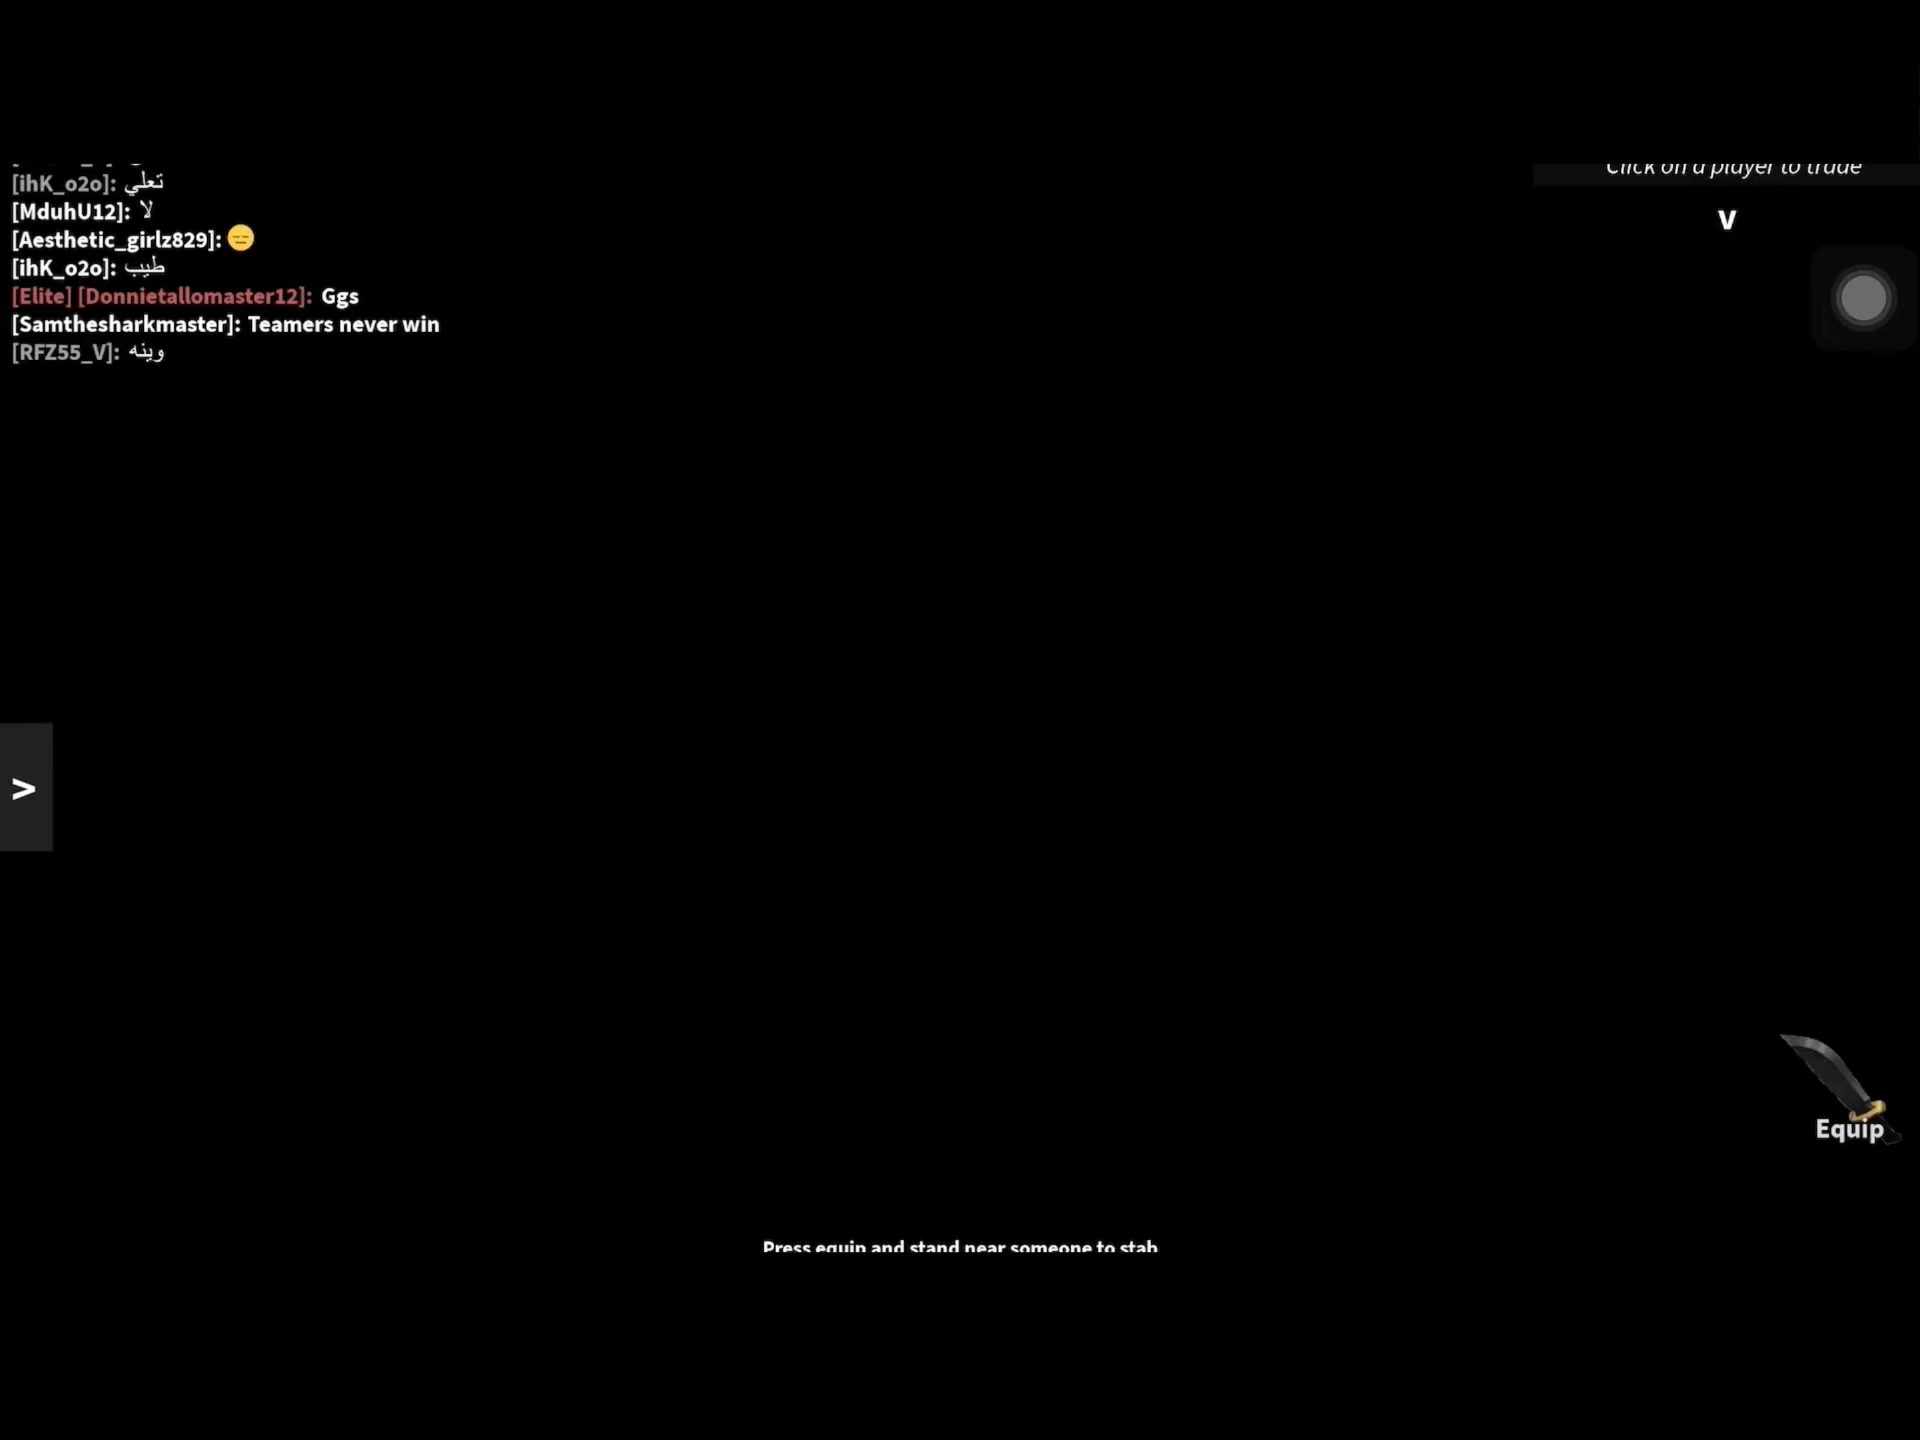 Click on a player to trade
[ihK_o2o]: تعلي
[MduhU12]: لا
[Aesthetic_girlz829]: 😑
[ihK_o2o]: طيب
[Elite] [Donnietallomaster12]: Ggs
[Samthesharkmaster]: Teamers never win
[RFZ55_V]: وينه
v
>
Equip
Press equip and stand near someone to stab